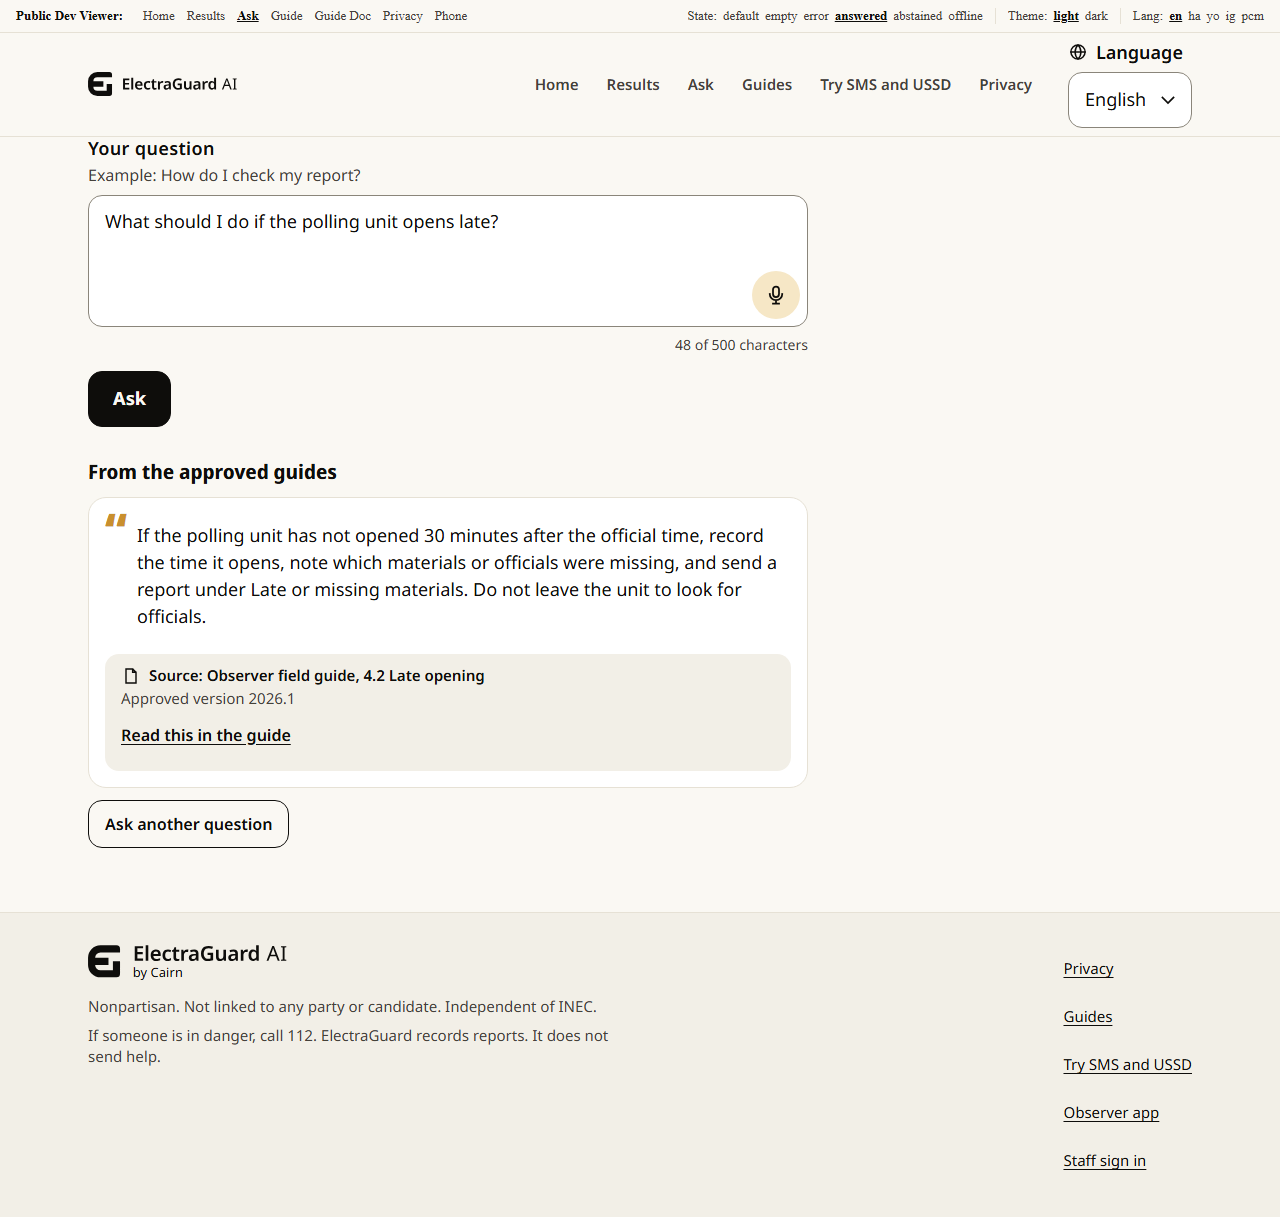 Public Dev Viewer: Home Results Ask Guide Guide Doc Privacy Phone State: default empty error answered abstained offline Theme: light dark Lang: en ha yo ig pcm
Language
ElectraGuard AI Home Results Ask Guides Try SMS and USSD Privacy
English
Your question
Example: How do I check my report?
What should I do if the polling unit opens late?
48 of 500 characters
Ask
From the approved guides
“
If the polling unit has not opened 30 minutes after the official time, record
the time it opens, note which materials or officials were missing, and send a
report under Late or missing materials. Do not leave the unit to look for
officials.
Source: Observer field guide, 4.2 Late opening
Approved version 2026.1
Read this in the guide
Ask another question
ElectraGuard AI
by Cairn
Nonpartisan. Not linked to any party or candidate. Independent of INEC.
If someone is in danger, call 112. ElectraGuard records reports. It does not
send help.
Privacy
Guides
Try SMS and USSD
Observer app
Staff sign in